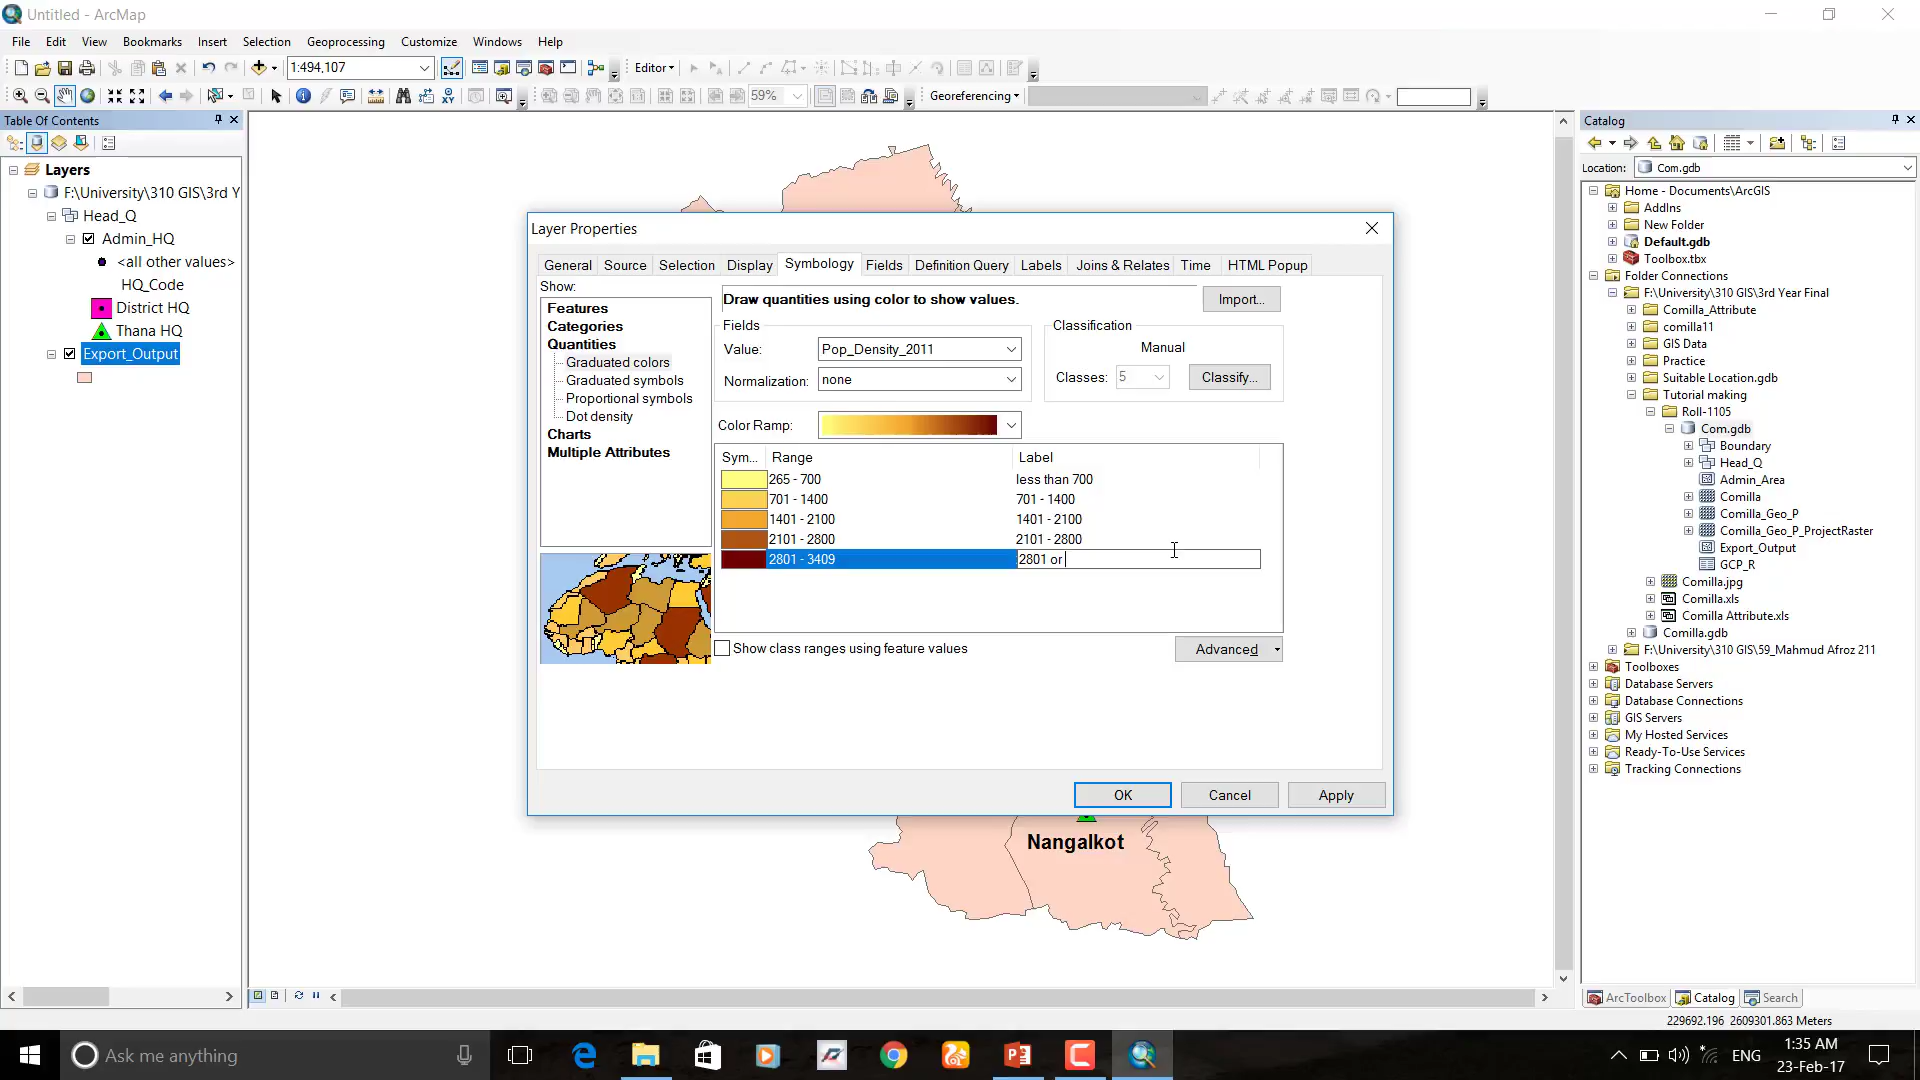 Untitled - ArcMap
File Edit View Bookmarks Insert Selection Geoprocessing Customize Windows Help
1:494,107
Editor
59%
Georeferencing
Table Of Contents
Layers
F:\University\310 GIS\3rd Y
Head_Q
Admin_HQ
<all other values>
HQ_Code
District HQ
Thana HQ
Export_Output
Layer Properties
General Source Selection Display Symbology Fields Definition Query Labels Joins & Relates Time HTML Popup
Show:
Features
Categories
Quantities
Graduated colors
Graduated symbols
Proportional symbols
Dot density
Charts
Multiple Attributes
Draw quantities using color to show values.
Import...
Fields
Value: Pop_Density_2011
Normalization: none
Classification
Manual
Classes: 5 Classify...
Color Ramp:
Sym... Range Label
265 - 700 less than 700
701 - 1400 701 - 1400
1401 - 2100 1401 - 2100
2101 - 2800 2101 - 2800
2801 - 3409 2801 or
Show class ranges using feature values
Advanced
OK Cancel Apply
Nangalkot
Catalog
Location: Com.gdb
Home - Documents\ArcGIS
AddIns
New Folder
Default.gdb
Toolbox.tbx
Folder Connections
F:\University\310 GIS\3rd Year Final
Comilla_Attribute
comilla11
GIS Data
Practice
Suitable Location.gdb
Tutorial making
Roll-1105
Com.gdb
Boundary
Head_Q
Admin_Area
Comilla
Comilla_Geo_P
Comilla_Geo_P_ProjectRaster
Export_Output
GCP_R
Comilla.jpg
Comilla.xls
Comilla Attribute.xls
Comilla.gdb
F:\University\310 GIS\59_Mahmud Afroz 211
Toolboxes
Database Servers
Database Connections
GIS Servers
My Hosted Services
Ready-To-Use Services
Tracking Connections
ArcToolbox Catalog Search
229692.196 2609301.863 Meters
Ask me anything
ENG
1:35 AM
23-Feb-17